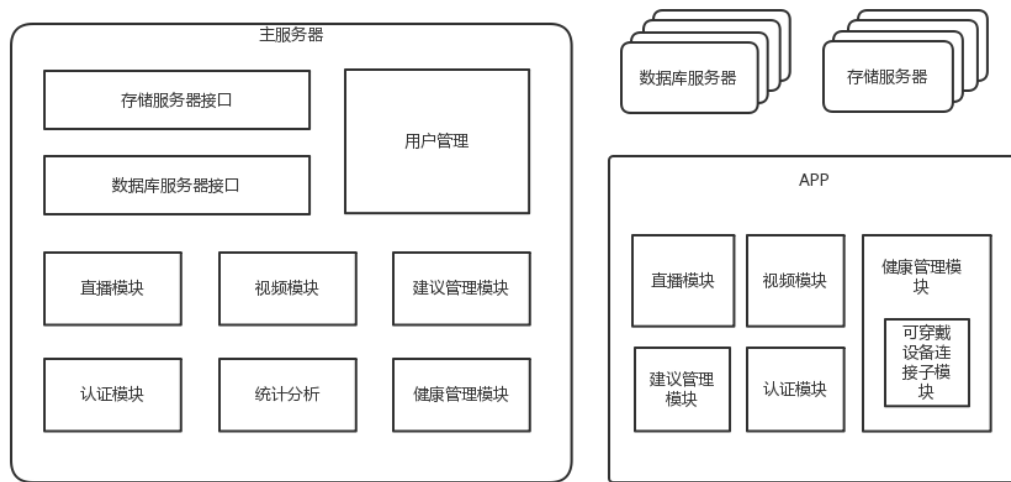 主服务器
存储服务器接口
用户管理
数据库服务器接口
直播模块
视频模块
建议管理模块
认证模块
统计分析
健康管理模块
数据库服务器
存储服务器
APP
直播模块
视频模块
健康管理模
块
可穿戴
设备连
接子模
块
建议管理
模块
认证模块